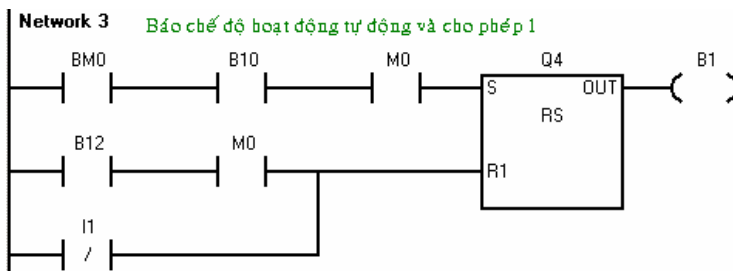 Network 3 Báo chế độ hoạt động tự động và cho phép 1
BM0 B10 M0 Q4 B1
S OUT
RS
B12 M0
R1
I1
/